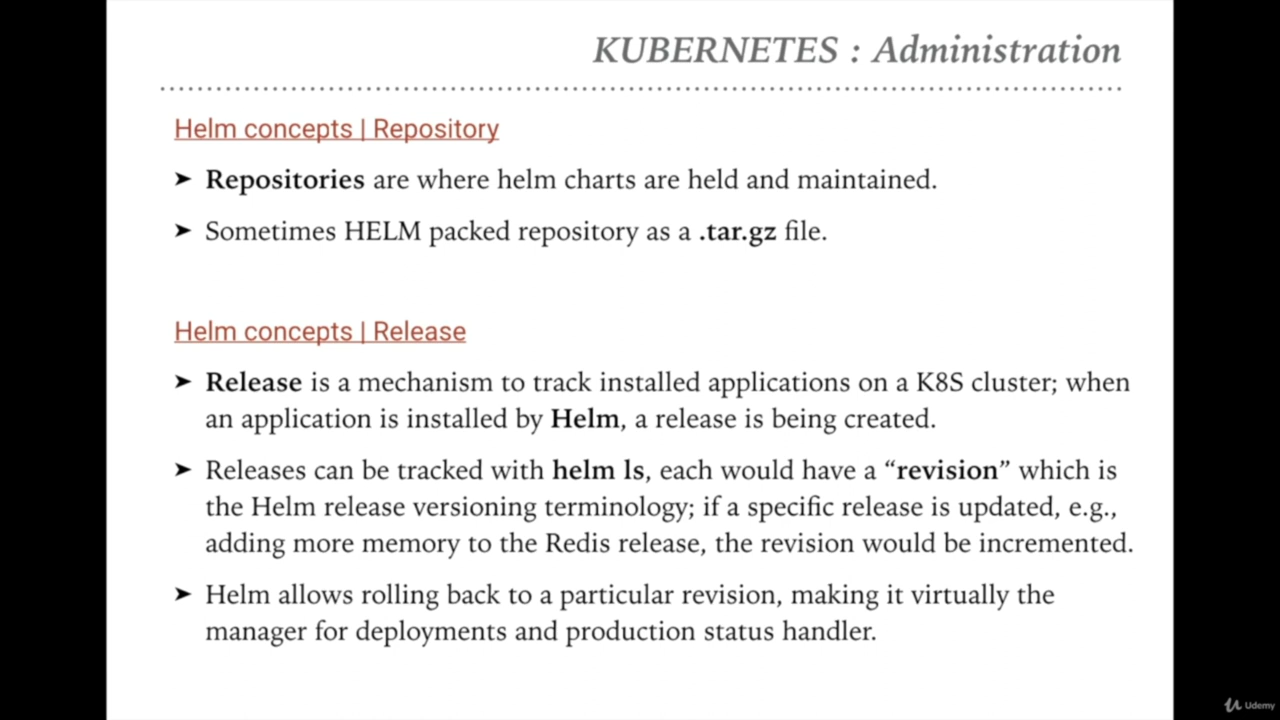 KUBERNETES : Administration
Helm concepts | Repository
➤ Repositories are where helm charts are held and maintained.
➤ Sometimes HELM packed repository as a .tar.gz file.
Helm concepts | Release
➤ Release is a mechanism to track installed applications on a K8S cluster; when
an application is installed by Helm, a release is being created.
➤ Releases can be tracked with helm ls, each would have a “revision” which is
the Helm release versioning terminology; if a specific release is updated, e.g.,
adding more memory to the Redis release, the revision would be incremented.
➤ Helm allows rolling back to a particular revision, making it virtually the
manager for deployments and production status handler.
Udemy